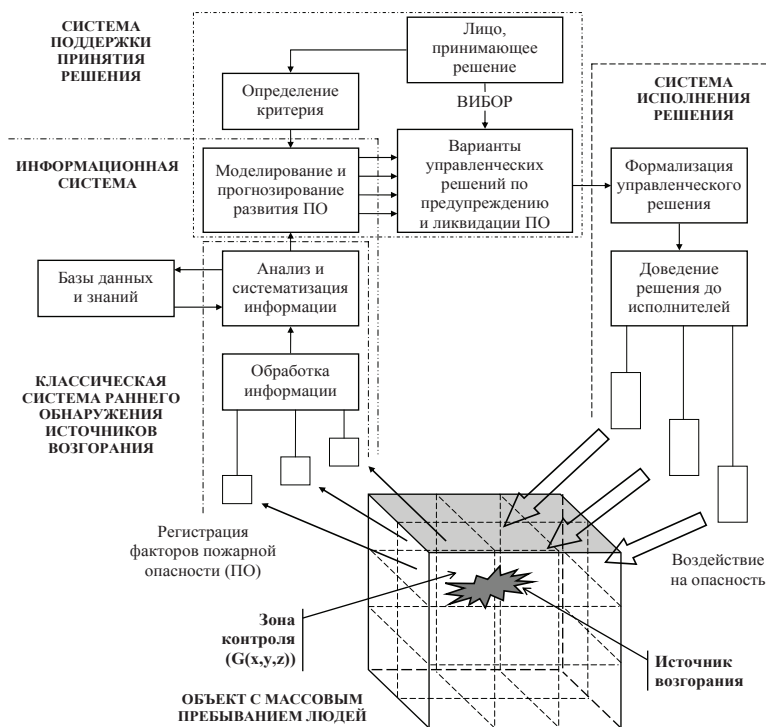 СИСТЕМА
ПОДДЕРЖКИ
ПРИНЯТИЯ
РЕШЕНИЯ
Лицо,
принимающее
решение
Определение
критерия
ВИБОР
СИСТЕМА
ИСПОЛНЕНИЯ
РЕШЕНИЯ
ИНФОРМАЦИОННАЯ
СИСТЕМА
Моделирование и
прогнозирование
развития ПО
Варианты
управленческих
решений по
предупреждению
и ликвидации ПО
Формализация
управленческого
решения
Базы данных
и знаний
Анализ и
систематизация
информации
Доведение
решения до
исполнителей
Обработка
информации
КЛАССИЧЕСКАЯ
СИСТЕМА РАННЕГО
ОБНАРУЖЕНИЯ
ИСТОЧНИКОВ
ВОЗГОРАНИЯ
Регистрация
факторов пожарной
опасности (ПО)
Воздействие
на опасность
Зона
контроля
(G(x,y,z))
Источник
возгорания
ОБЪЕКТ С МАССОВЫМ
ПРЕБЫВАНИЕМ ЛЮДЕЙ